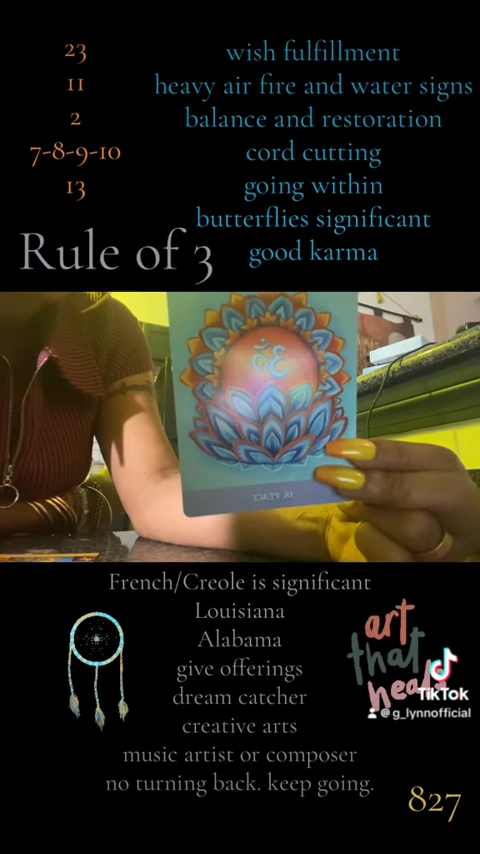 23
11
2
7-8-9-10
13
wish fulfillment
heavy air fire and water signs
balance and restoration
cord cutting
going within
butterflies significant
good karma
Rule of 3
ॐ
18. PEACE
French/Creole is significant
Louisiana
Alabama
give offerings
dream catcher
creative arts
music artist or composer
no turning back. keep going.
art
that
heals
TikTok
@g_lynnofficial
827